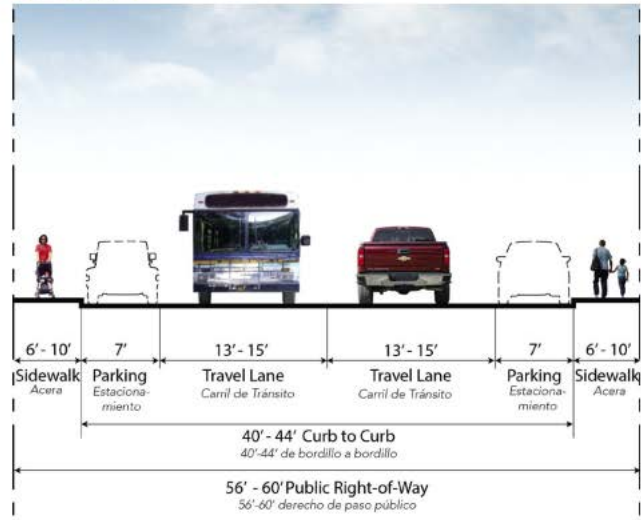 6' - 10' 7' 13' - 15' 13' - 15' 7' 6' - 10'
Sidewalk Parking Travel Lane Travel Lane Parking Sidewalk
Acera Estaciona- Carril de Tránsito Carril de Tránsito Estaciona- Acera
miento miento
40' - 44' Curb to Curb
40'-44' de bordillo a bordillo
56' - 60' Public Right-of-Way
56'-60' derecho de paso público